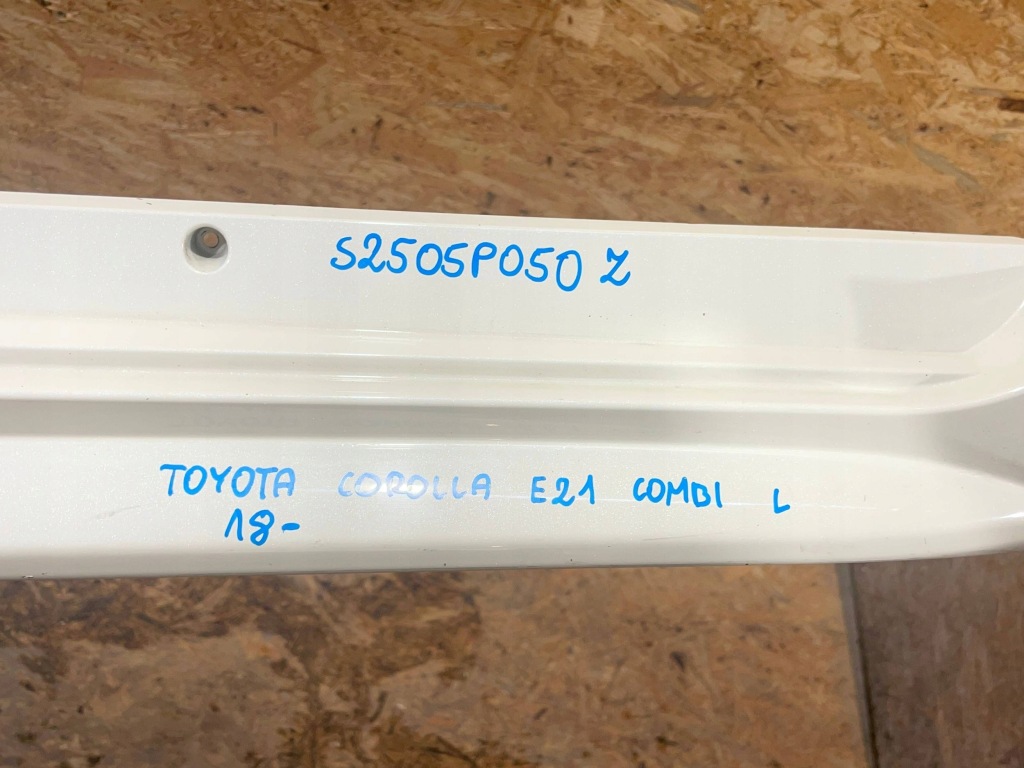 S2505P050 Z
TOYOTA COROLLA E21 COMBI L
18-